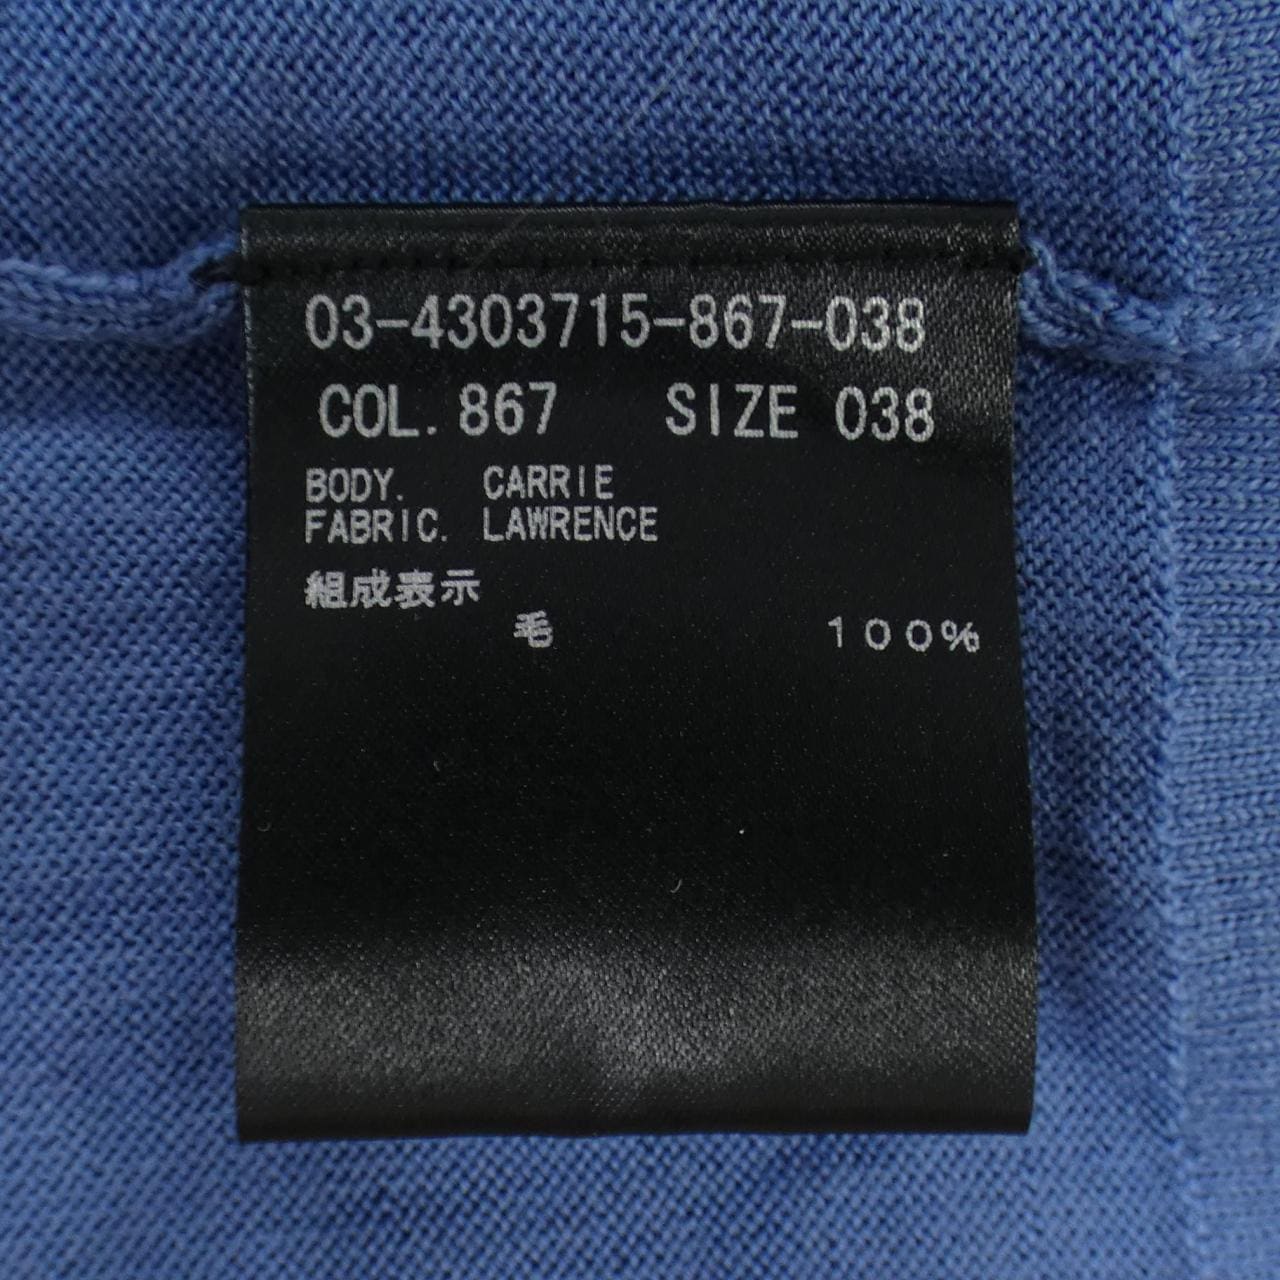 03-4303715-867-038
COL. 867 SIZE 038
BODY. CARRIE
FABRIC. LAWRENCE
組成表示
毛 100%